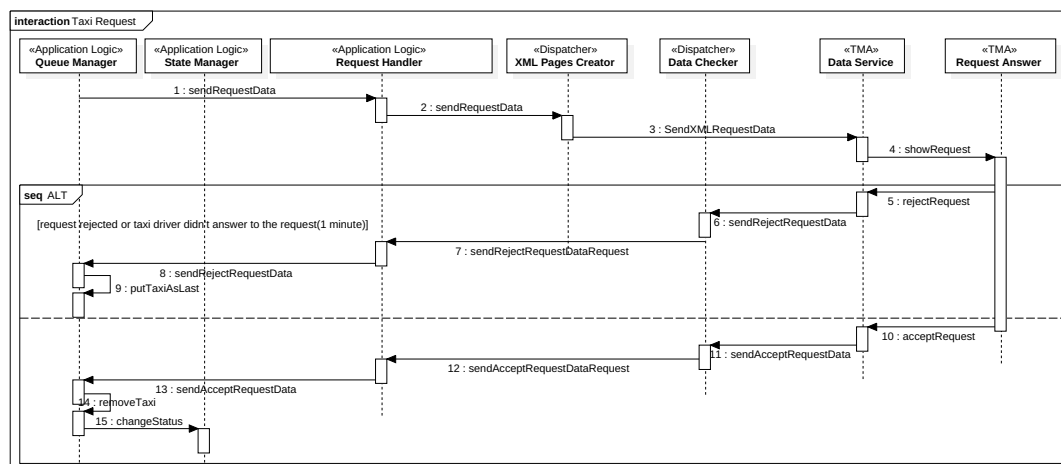 interaction Taxi Request
«Application Logic»
Queue Manager
«Application Logic»
State Manager
«Application Logic»
Request Handler
«Dispatcher»
XML Pages Creator
«Dispatcher»
Data Checker
«TMA»
Data Service
«TMA»
Request Answer
1 : sendRequestData
2 : sendRequestData
3 : SendXMLRequestData
4 : showRequest
seq ALT
5 : rejectRequest
[request rejected or taxi driver didn't answer to the request(1 minute)]
6 : sendRejectRequestData
7 : sendRejectRequestDataRequest
8 : sendRejectRequestData
9 : putTaxiAsLast
10 : acceptRequest
11 : sendAcceptRequestData
12 : sendAcceptRequestDataRequest
13 : sendAcceptRequestData
14 : removeTaxi
15 : changeStatus